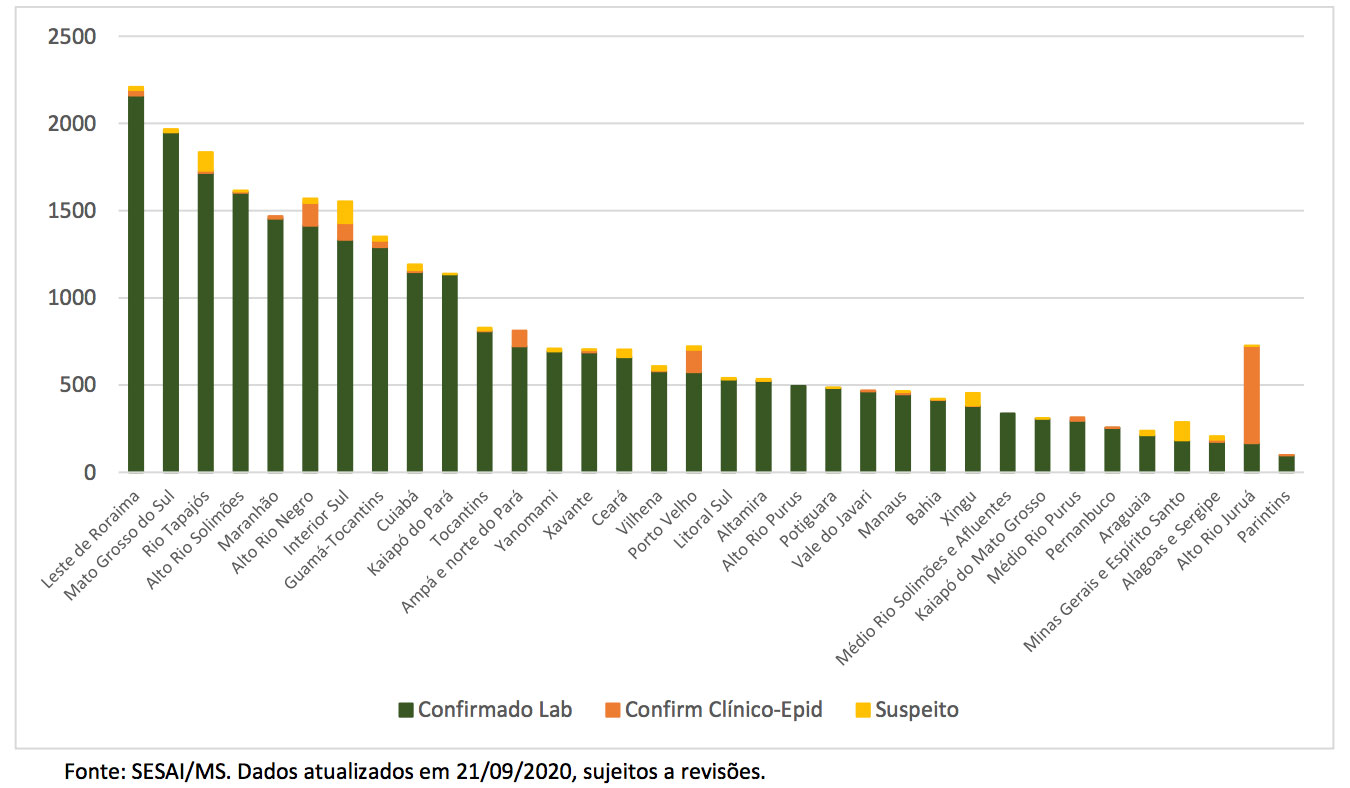 2500
2000
1500
1000
500
0
Leste de Roraima
Mato Grosso do Sul
Rio Tapajós
Alto Rio Solimões
Maranhão
Alto Rio Negro
Interior Sul
Guamá-Tocantins
Cuiabá
Kaiapó do Pará
Tocantins
Ampá e norte do Pará
Yanomami
Xavante
Ceará
Vilhena
Porto Velho
Litoral Sul
Altamira
Alto Rio Purus
Potiguara
Vale do Javari
Manaus
Bahia
Xingu
Médio Rio Solimões e Afluentes
Kaiapó do Mato Grosso
Médio Rio Purus
Pernambuco
Araguaia
Minas Gerais e Espírito Santo
Alagoas e Sergipe
Alto Rio Juruá
Parintins
Confirmado Lab Confirm Clínico-Epid Suspeito
Fonte: SESAI/MS. Dados atualizados em 21/09/2020, sujeitos a revisões.